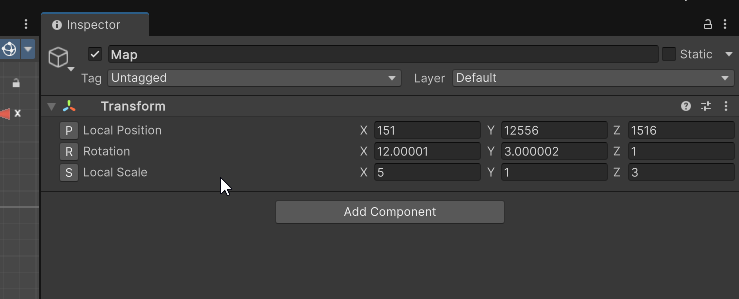 Inspector
Map
Static
Tag Untagged Layer Default
Transform
P Local Position X 151 Y 12556 Z 1516
R Rotation X 12.00001 Y 3.000002 Z 1
S Local Scale X 5 Y 1 Z 3
Add Component
x